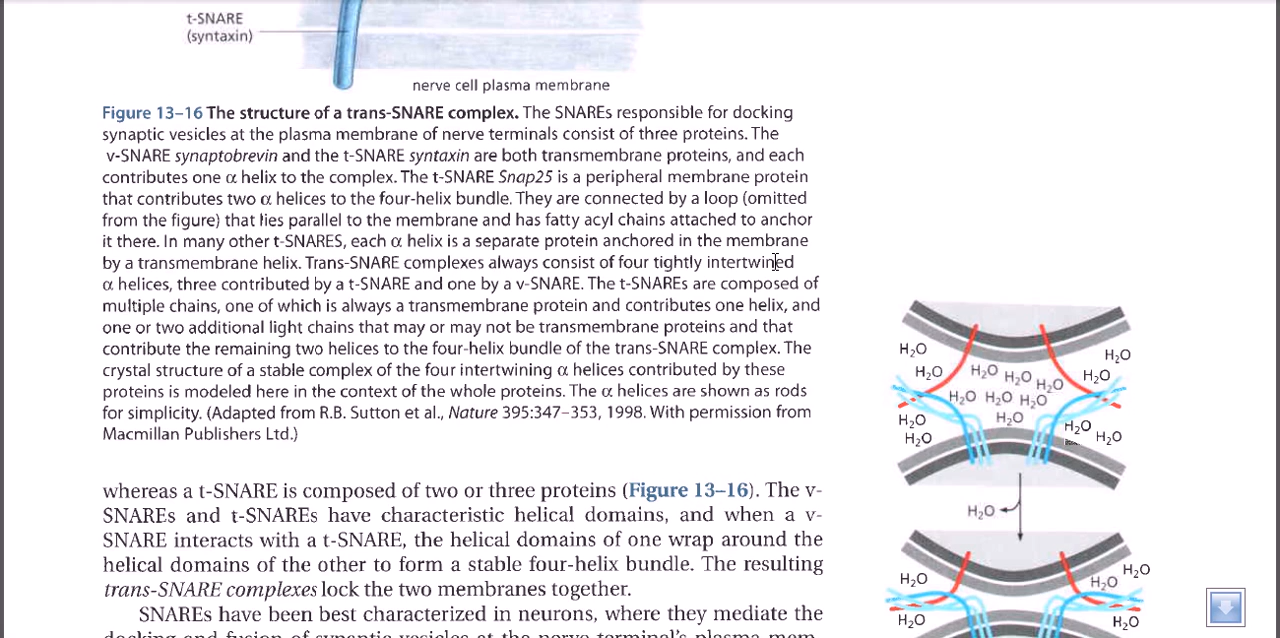 t-SNARE
(syntaxin)
nerve cell plasma membrane
Figure 13–16 The structure of a trans-SNARE complex. The SNAREs responsible for docking
synaptic vesicles at the plasma membrane of nerve terminals consist of three proteins. The
v-SNARE synaptobrevin and the t-SNARE syntaxin are both transmembrane proteins, and each
contributes one α helix to the complex. The t-SNARE Snap25 is a peripheral membrane protein
that contributes two α helices to the four-helix bundle. They are connected by a loop (omitted
from the figure) that lies parallel to the membrane and has fatty acyl chains attached to anchor
it there. In many other t-SNARES, each α helix is a separate protein anchored in the membrane
by a transmembrane helix. Trans-SNARE complexes always consist of four tightly intertwined
α helices, three contributed by a t-SNARE and one by a v-SNARE. The t-SNAREs are composed of
multiple chains, one of which is always a transmembrane protein and contributes one helix, and
one or two additional light chains that may or may not be transmembrane proteins and that
contribute the remaining two helices to the four-helix bundle of the trans-SNARE complex. The
crystal structure of a stable complex of the four intertwining α helices contributed by these
proteins is modeled here in the context of the whole proteins. The α helices are shown as rods
for simplicity. (Adapted from R.B. Sutton et al., Nature 395:347–353, 1998. With permission from
Macmillan Publishers Ltd.)
whereas a t-SNARE is composed of two or three proteins (Figure 13–16). The v-
SNAREs and t-SNAREs have characteristic helical domains, and when a v-
SNARE interacts with a t-SNARE, the helical domains of one wrap around the
helical domains of the other to form a stable four-helix bundle. The resulting
trans-SNARE complexes lock the two membranes together.
SNAREs have been best characterized in neurons, where they mediate the
docking and fusion of synaptic vesicles at the nerve terminal's plasma mem-
H₂O H₂O
H₂O H₂O H₂O H₂O H₂O
H₂O H₂O H₂O
H₂O H₂O H₂O
H₂O H₂O
H₂O
H₂O H₂O H₂O
H₂O H₂O